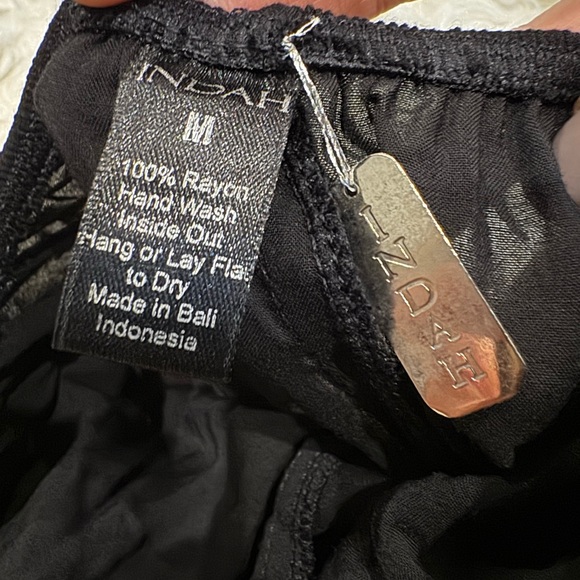 INDAH
M
100% Rayon
Hand Wash
Inside Out
Hang or Lay Flat
to Dry
Made in Bali
Indonesia
INDAH